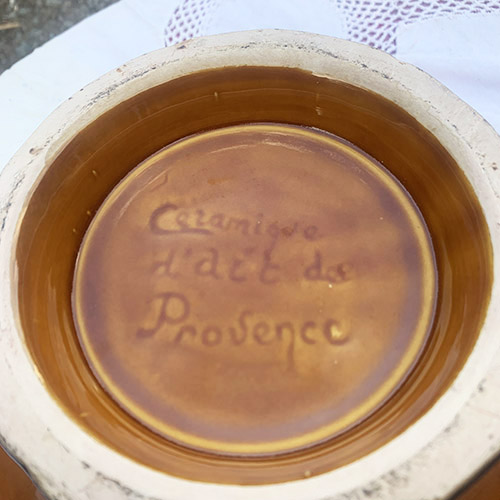 Céramique
d'art de
Provence